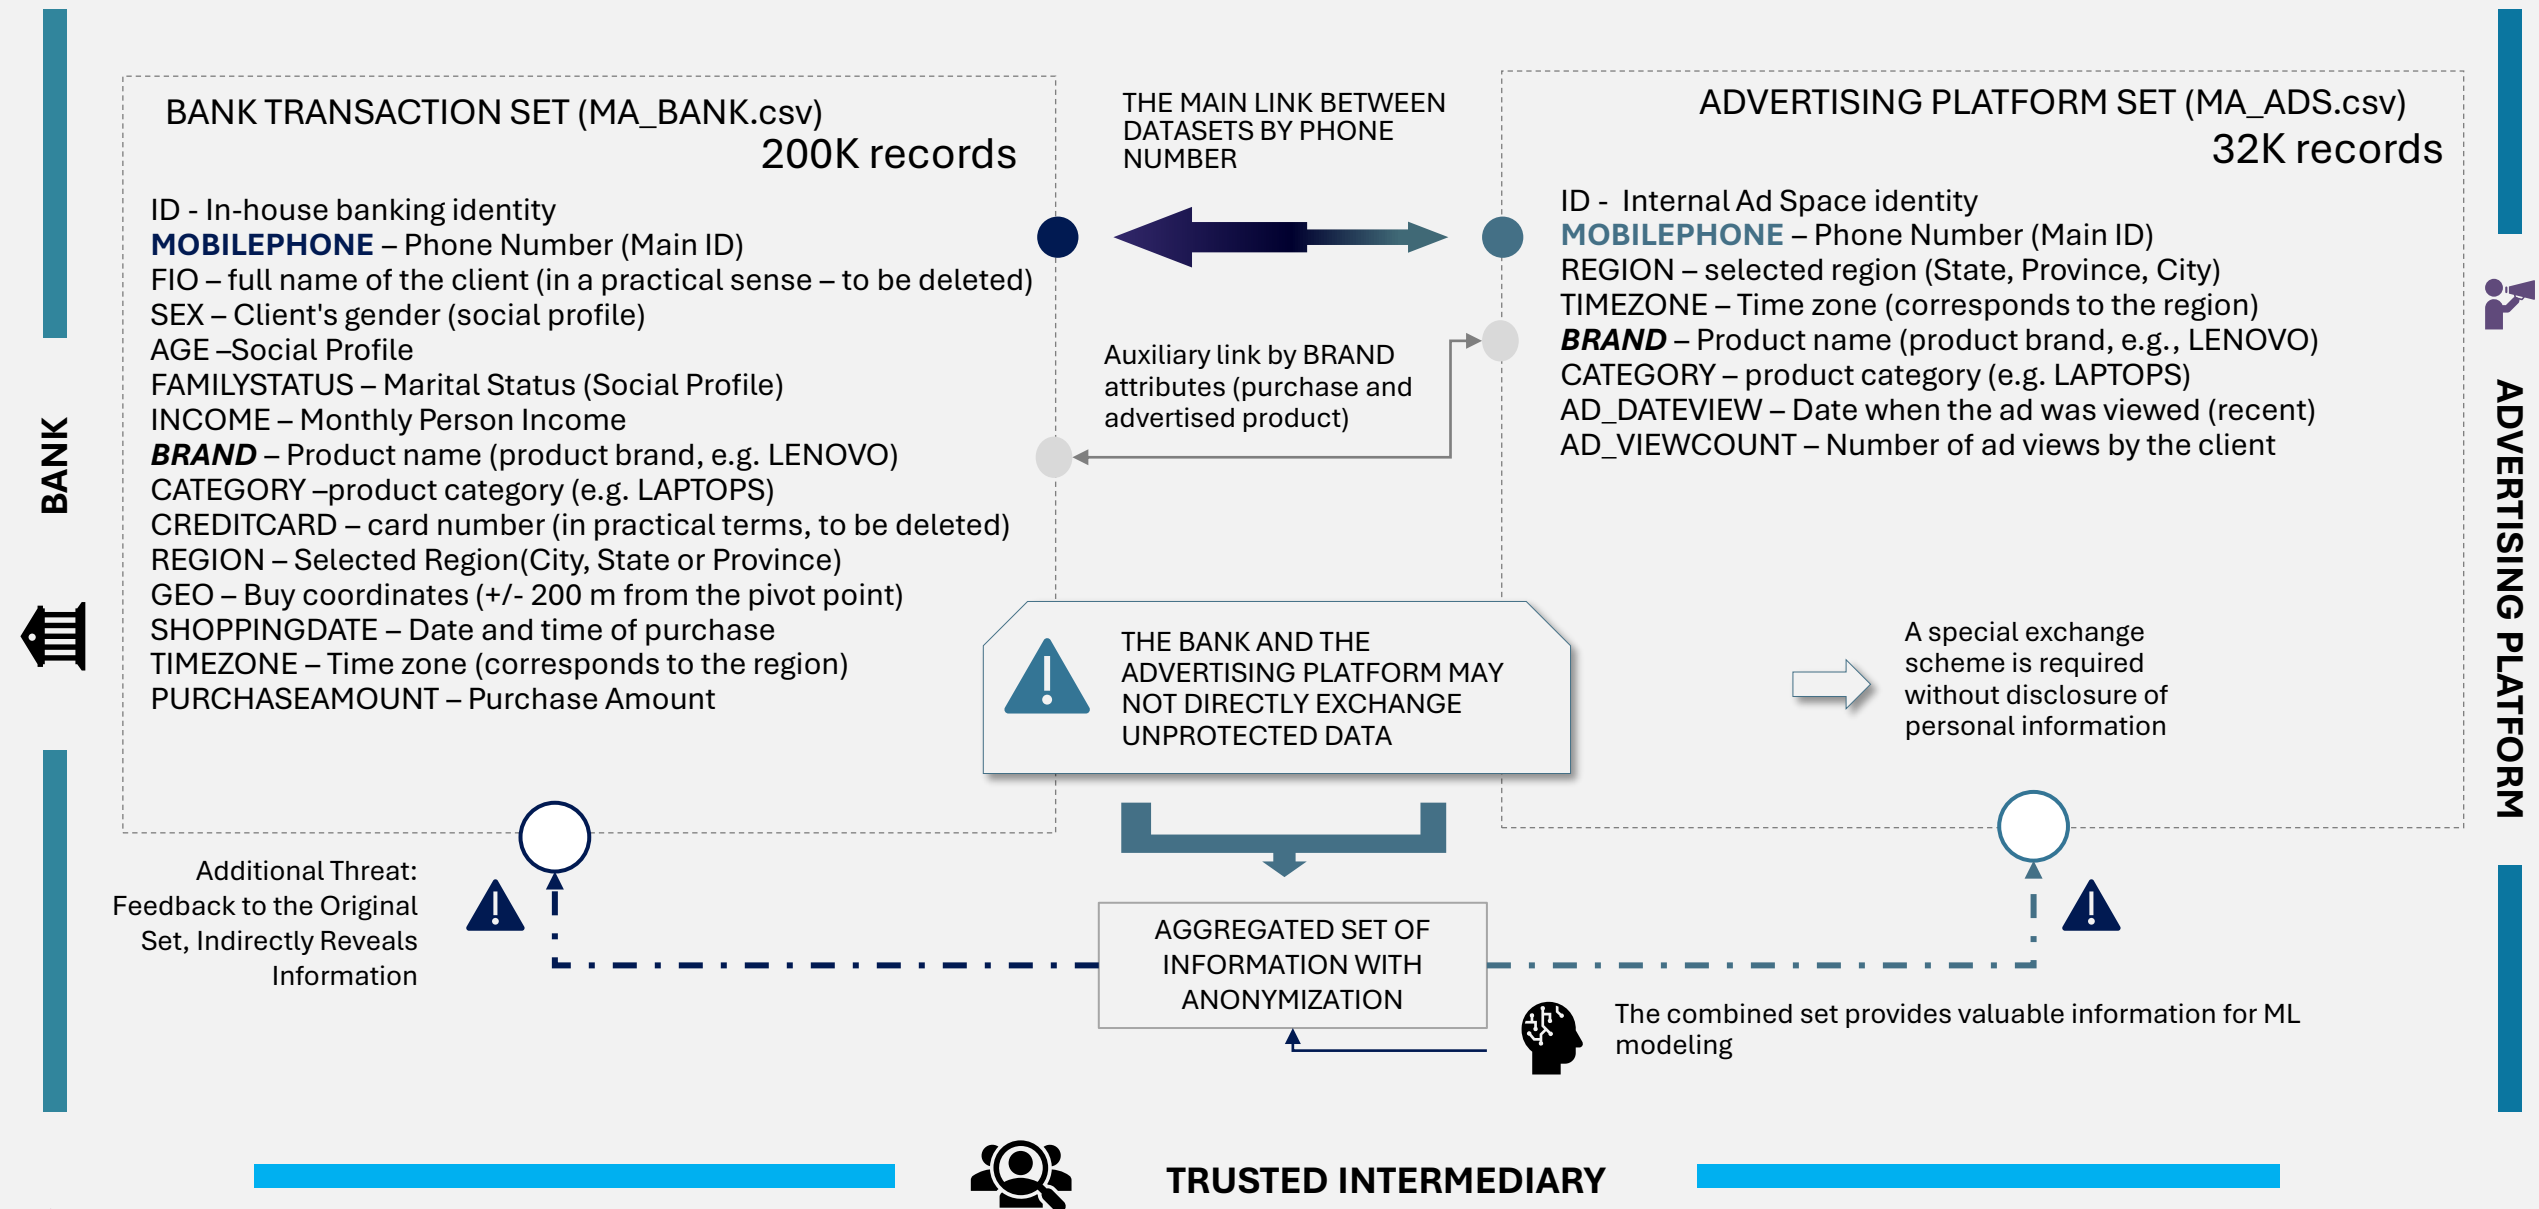 BANK TRANSACTION SET (MA_BANK.csv)
200K records
ID - In-house banking identity
MOBILEPHONE – Phone Number (Main ID)
FIO – full name of the client (in a practical sense – to be deleted)
SEX – Client's gender (social profile)
AGE –Social Profile
FAMILYSTATUS – Marital Status (Social Profile)
INCOME – Monthly Person Income
BRAND – Product name (product brand, e.g. LENOVO)
CATEGORY –product category (e.g. LAPTOPS)
CREDITCARD – card number (in practical terms, to be deleted)
REGION – Selected Region(City, State or Province)
GEO – Buy coordinates (+/- 200 m from the pivot point)
SHOPPINGDATE – Date and time of purchase
TIMEZONE – Time zone (corresponds to the region)
PURCHASEAMOUNT – Purchase Amount
BANK
THE MAIN LINK BETWEEN
DATASETS BY PHONE
NUMBER
Auxiliary link by BRAND
attributes (purchase and
advertised product)
ADVERTISING PLATFORM SET (MA_ADS.csv)
32K records
ID -  Internal Ad Space identity
MOBILEPHONE – Phone Number (Main ID)
REGION – selected region (State, Province, City)
TIMEZONE – Time zone (corresponds to the region)
BRAND – Product name (product brand, e.g., LENOVO)
CATEGORY – product category (e.g. LAPTOPS)
AD_DATEVIEW – Date when the ad was viewed (recent)
AD_VIEWCOUNT – Number of ad views by the client
ADVERTISING PLATFORM
THE BANK AND THE
ADVERTISING PLATFORM MAY
NOT DIRECTLY EXCHANGE
UNPROTECTED DATA
A special exchange
scheme is required
without disclosure of
personal information
Additional Threat:
Feedback to the Original
Set, Indirectly Reveals
Information
AGGREGATED SET OF
INFORMATION WITH
ANONYMIZATION
The combined set provides valuable information for ML
modeling
TRUSTED INTERMEDIARY